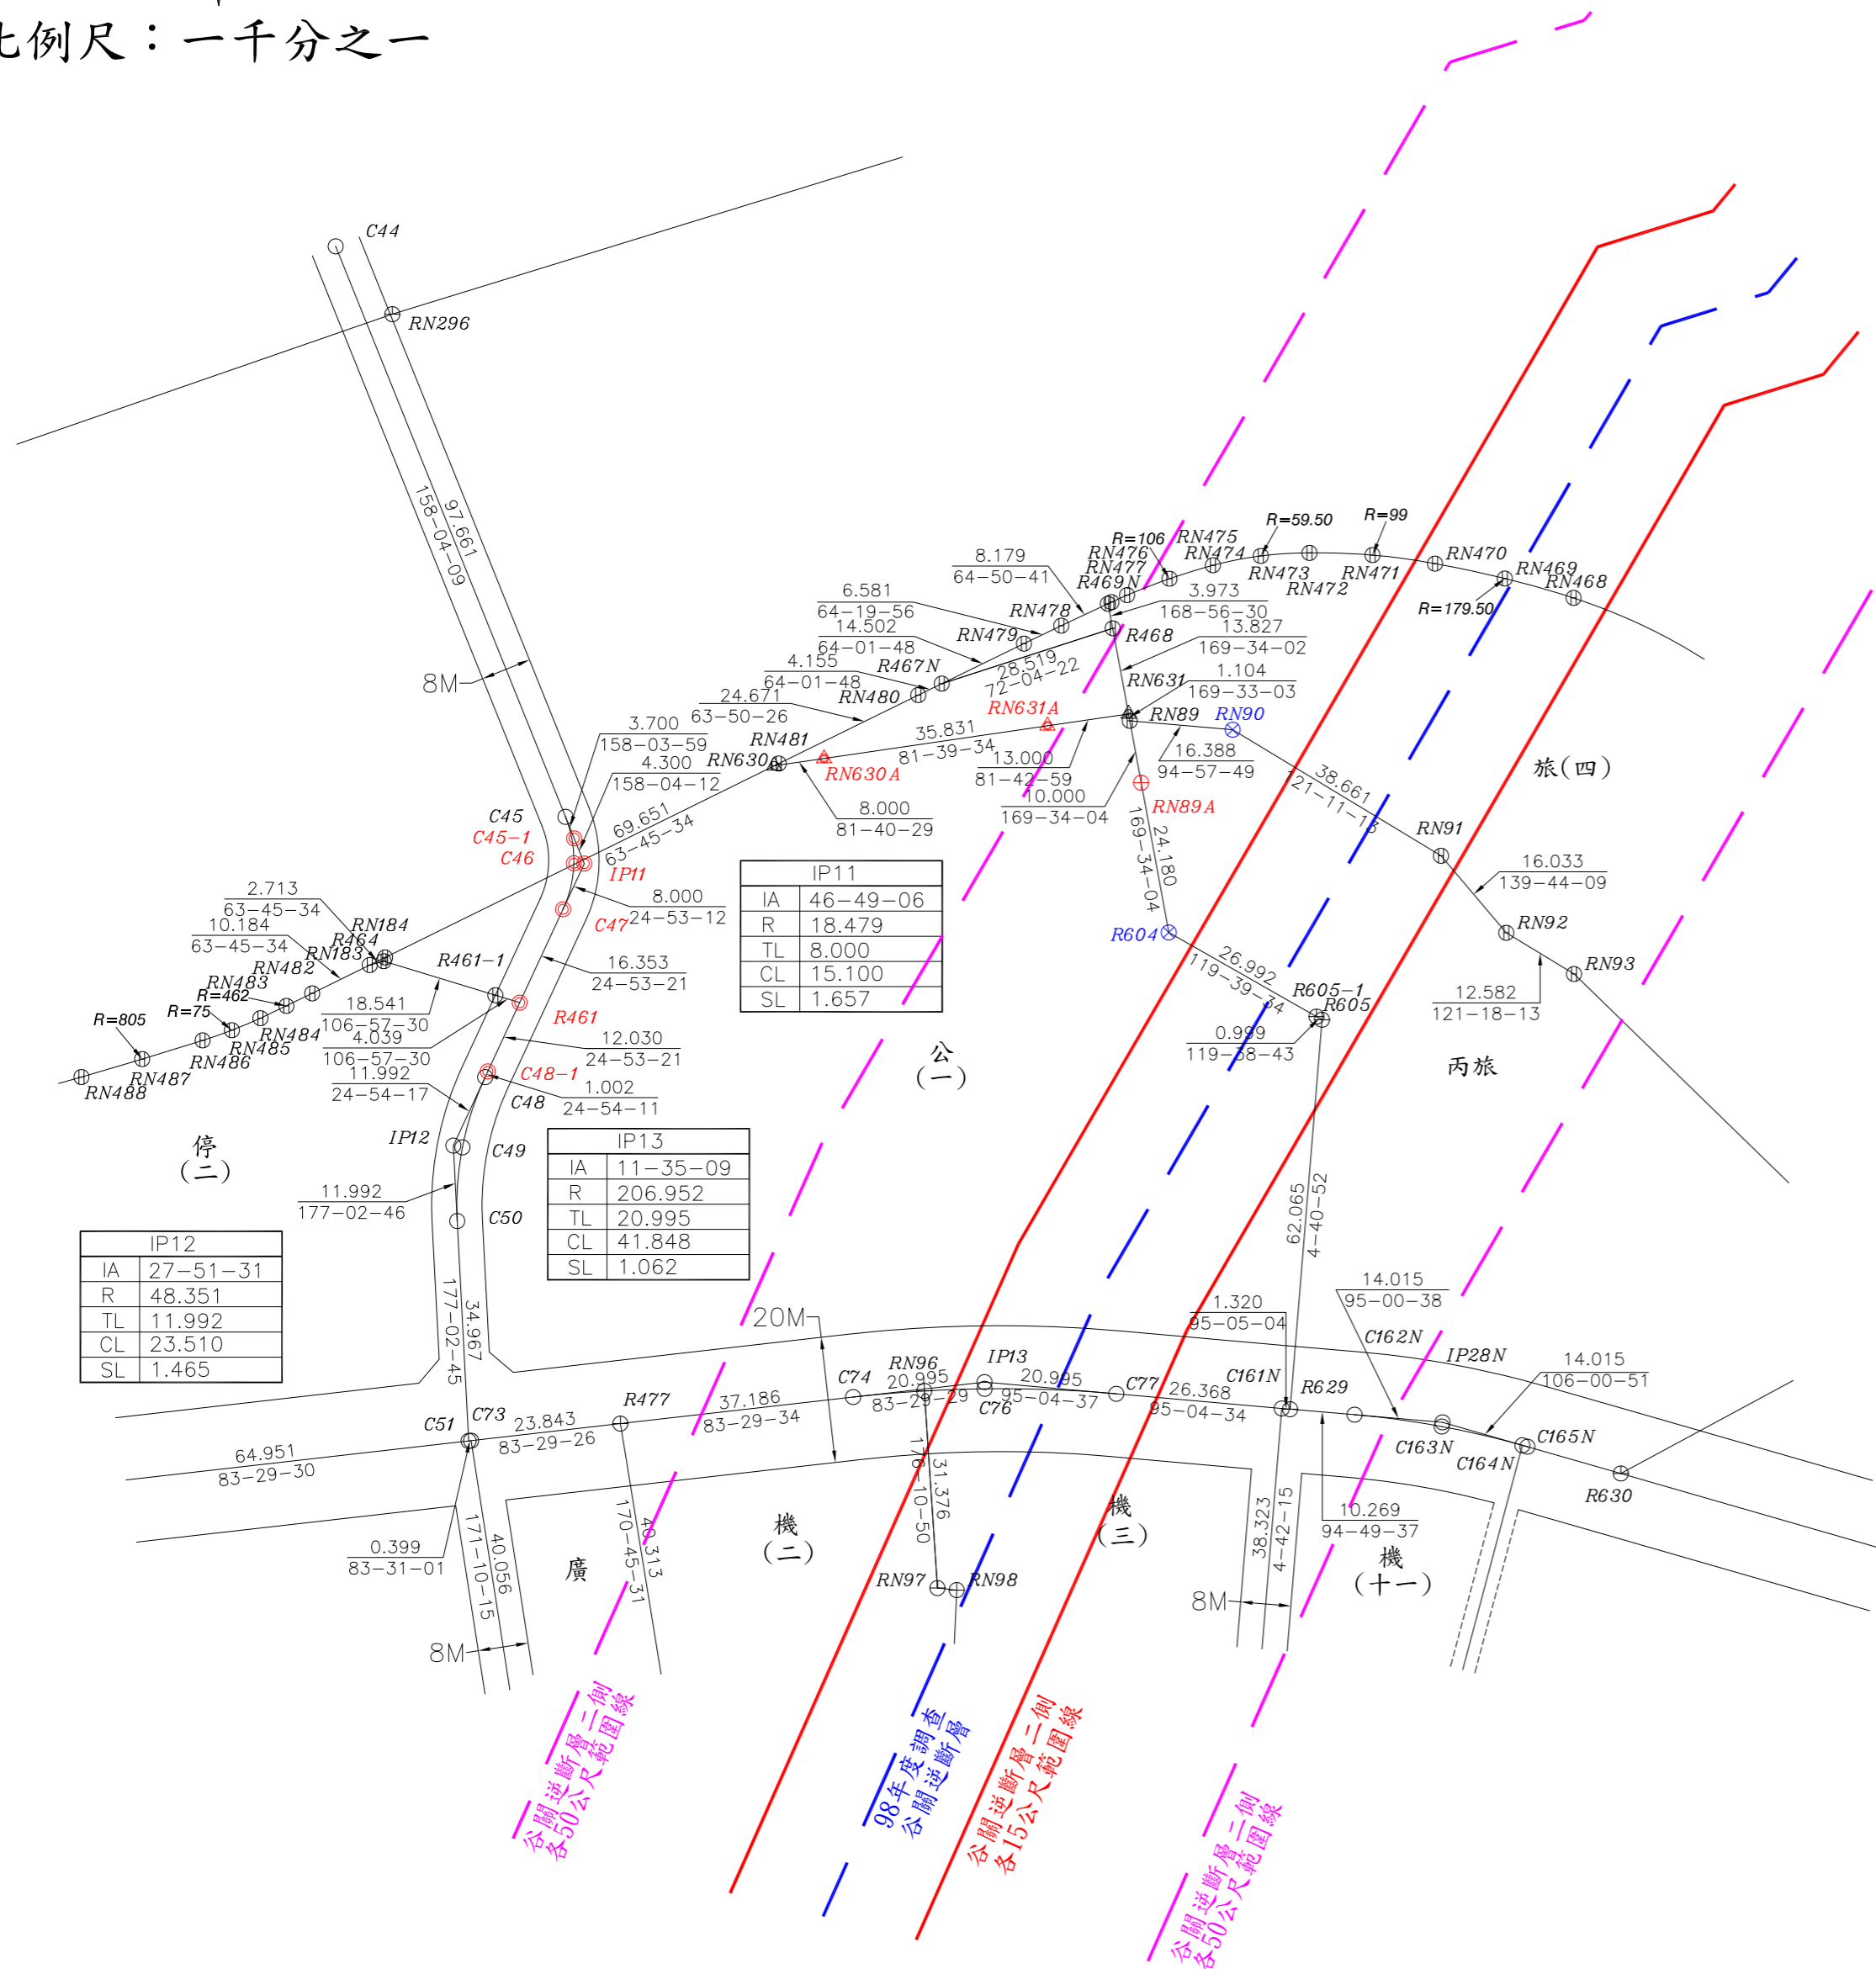 比例尺：一千分之一
C44
RN296
97.661
158-04-09
8M
R=59.50
R=99
R=106
RN475
RN476
RN474
RN477
R469N
RN473
RN472
RN471
RN470
RN469
RN468
R=179.50
8.179
64-50-41
3.973
168-56-30
6.581
64-19-56
RN478
14.502
64-01-48
RN479
R468
13.827
169-34-02
4.155
64-01-48
R467N
28.519
72-04-22
RN480
24.671
63-50-26
RN631
1.104
169-33-03
RN631A
RN89
RN90
3.700
158-03-59
RN481
35.831
81-39-34
4.300
158-04-12
RN630A
13.000
81-42-59
16.388
94-57-49
旅(四)
10.000
169-34-04
RN89A
38.661
121-11-13
8.000
81-40-29
C45
C45-1
C46
69.651
63-45-34
IP11
RN91
16.033
139-44-09
24.180
169-34-04
2.713
63-45-34
8.000
24-53-12
C47
IP11
IA 46-49-06
R 18.479
TL 8.000
CL 15.100
SL 1.657
10.184
63-45-34
RN184
R464
RN183
R604
RN92
RN482
R461-1
16.353
24-53-21
26.992
119-39-34
RN93
RN483
R=462
R=75
18.541
106-57-30
12.582
121-18-13
R605-1
R605
R=805
RN484
RN485
RN486
RN487
RN488
R461
4.039
106-57-30
12.030
24-53-21
0.999
119-38-43
公
(一)
丙旅
11.992
24-54-17
C48-1
C48
1.002
24-54-11
停
(二)
IP12
C49
IP13
IA 11-35-09
R 206.952
TL 20.995
CL 41.848
SL 1.062
11.992
177-02-46
C50
62.065
4-40-52
IP12
IA 27-51-31
R 48.351
TL 11.992
CL 23.510
SL 1.465
34.967
177-02-45
20M
1.320
95-05-04
14.015
95-00-38
C162N
IP28N
14.015
106-00-51
RN96
IP13
C74
20.995
83-29-29
20.995
95-04-37
C76
C77
26.368
95-04-34
C161N
R629
C51
C73
R477
37.186
83-29-34
23.843
83-29-26
64.951
83-29-30
C163N
C164N
C165N
R630
31.376
176-10-50
40.313
170-45-31
10.269
94-49-37
0.399
83-31-01
40.056
171-10-15
38.323
4-42-15
廣
機
(二)
機
(三)
機
(十一)
RN97
RN98
8M
8M
谷關逆斷層二側
各50公尺範圍線
98年度調查
谷關逆斷層
谷關逆斷層二側
各15公尺範圍線
谷關逆斷層二側
各50公尺範圍線